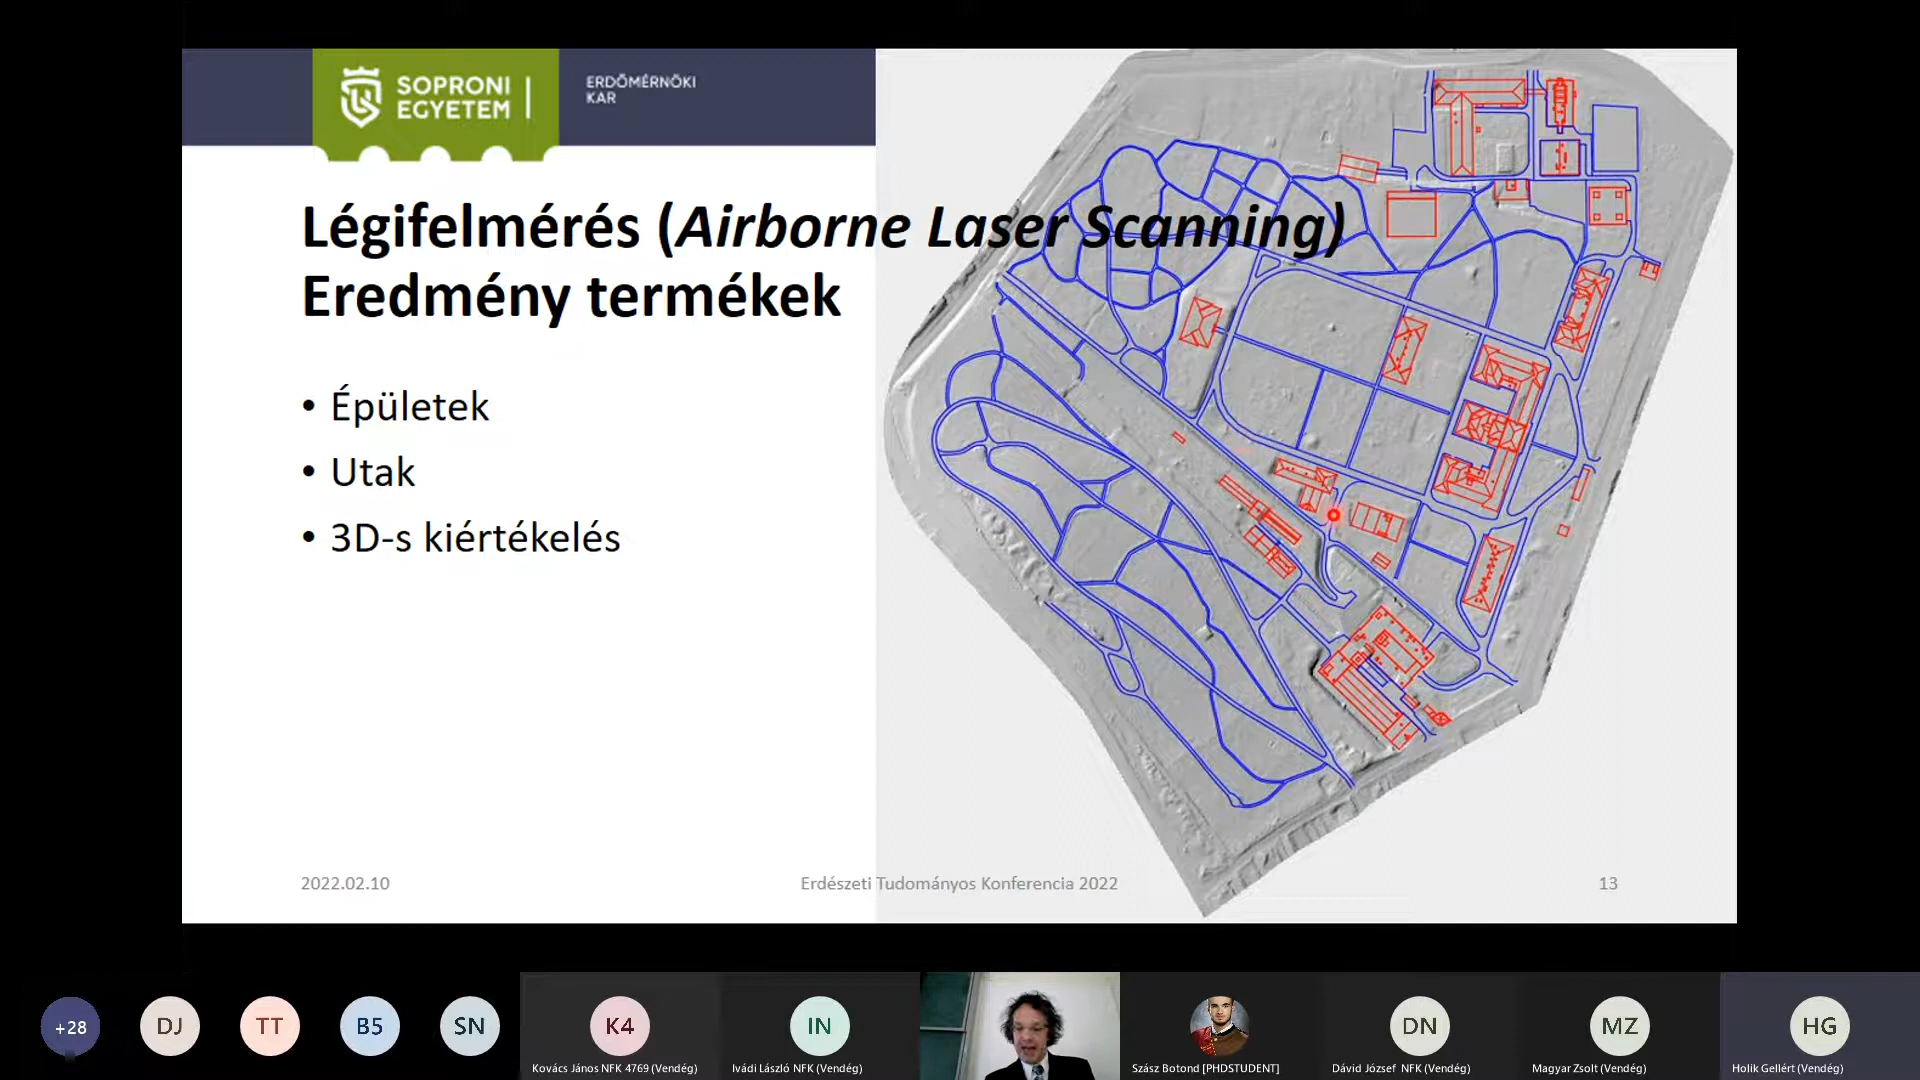 SOPRONI
EGYETEM
ERDŐMÉRNÖKI
KAR
Légifelmérés (Airborne Laser Scanning)
Eredmény termékek
• Épületek
• Utak
• 3D-s kiértékelés
2022.02.10
Erdészeti Tudományos Konferencia 2022
13
+28
DJ
TT
B5
SN
K4
IN
DN
MZ
HG
Kovács János NFK 4769 (Vendég)
Ivádi László NFK (Vendég)
Szász Botond [PHDSTUDENT]
Dávid József NFK (Vendég)
Magyar Zsolt (Vendég)
Holik Gellért (Vendég)